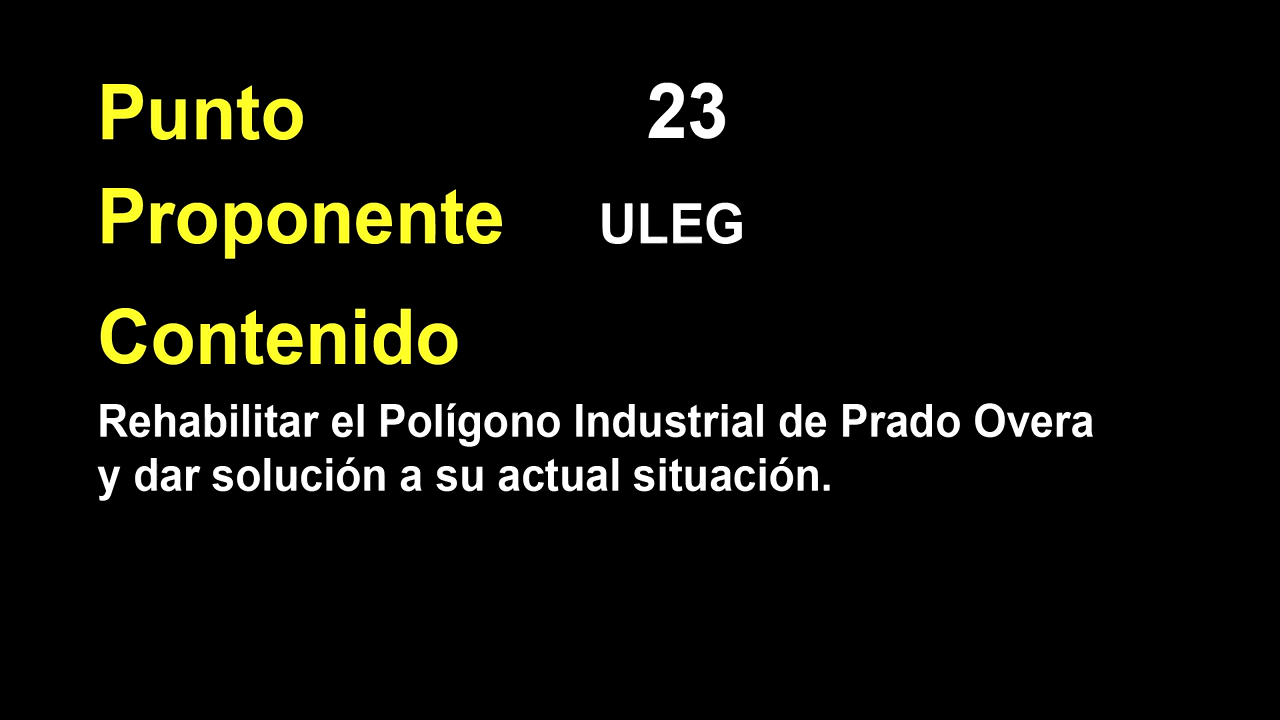 Punto 23
Proponente ULEG
Contenido
Rehabilitar el Polígono Industrial de Prado Overa
y dar solución a su actual situación.